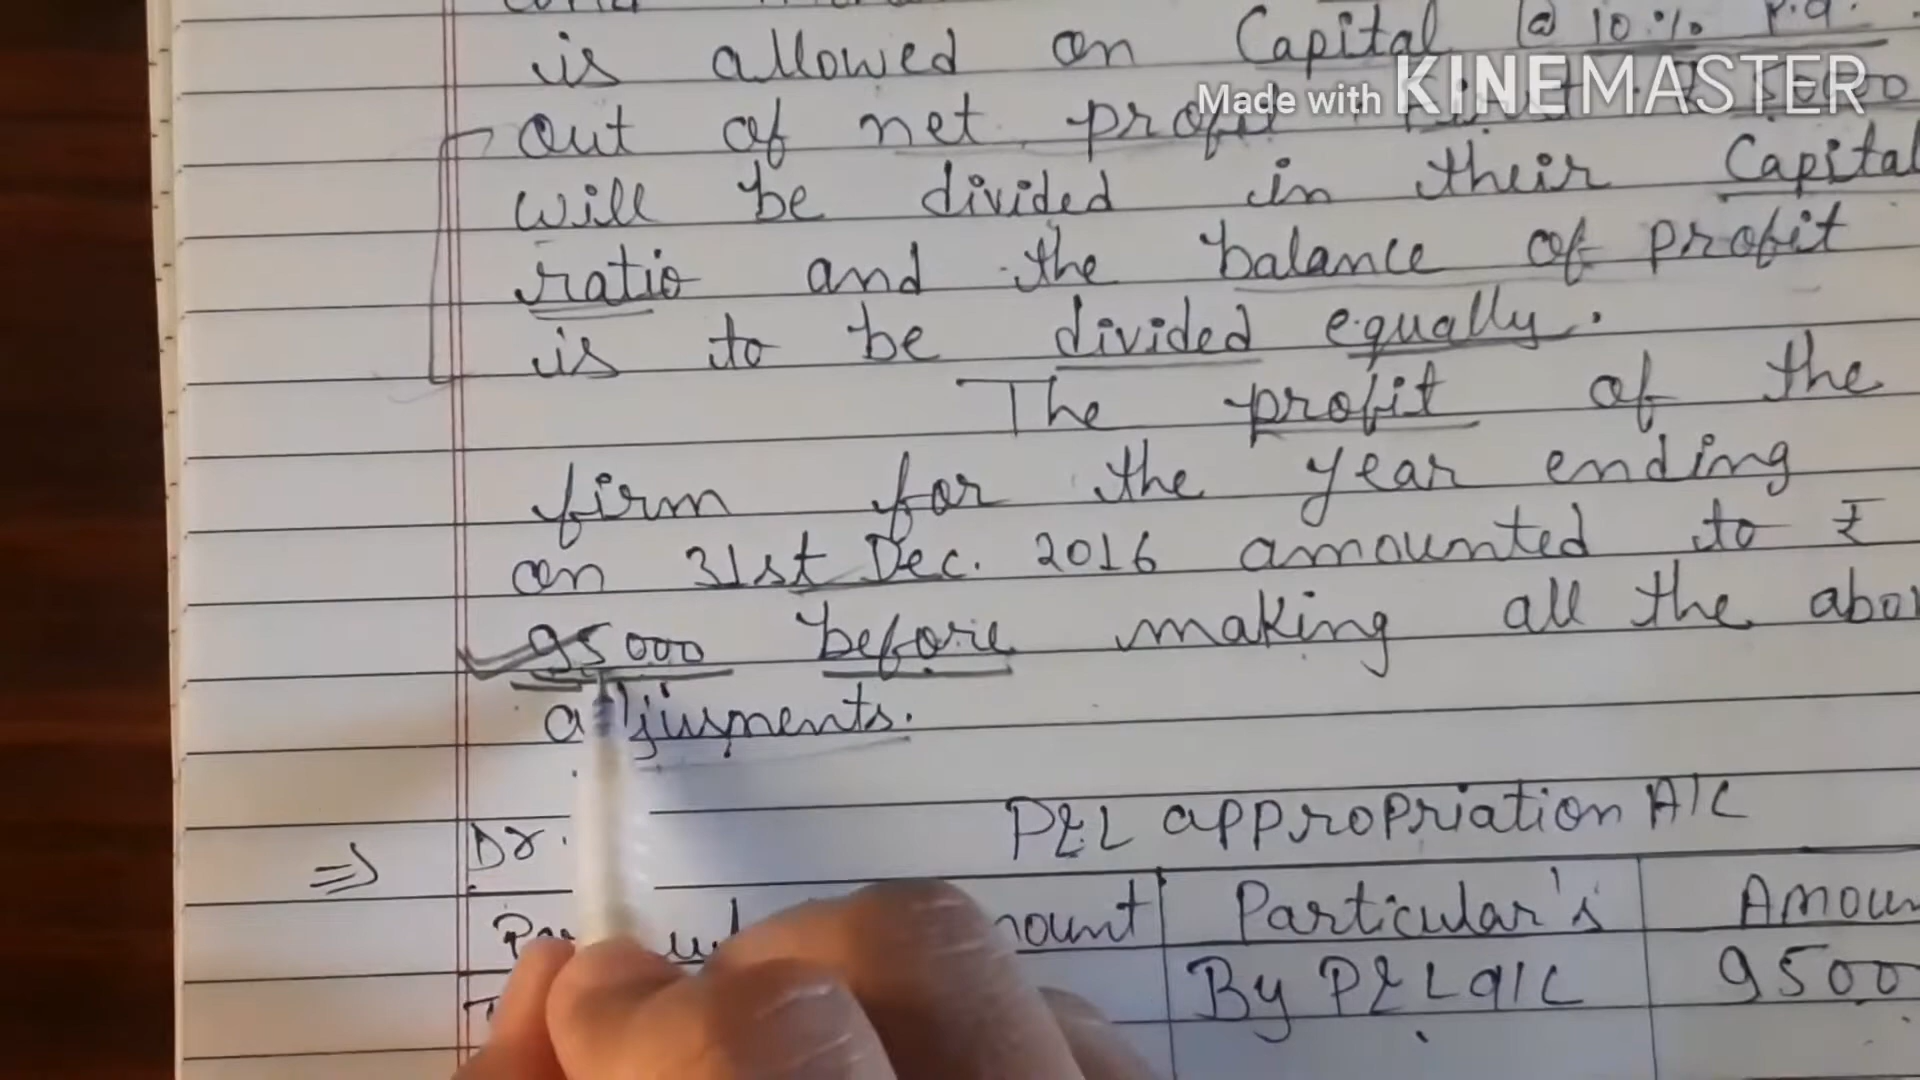 is allowed on Capital @ 10% p.a.
Made with KINEMASTER
out of net profit.
will be divided in their Capital
ratio and the balance of profit
is to be divided equally.
The profit of the
firm for the year ending
on 31st Dec. 2016 amounted to ₹
95000 before making all the abo
adjusments.
⇒ Dr. P&L appropriation A/C
mount Particular's Amoun
By P&L a/c 9500